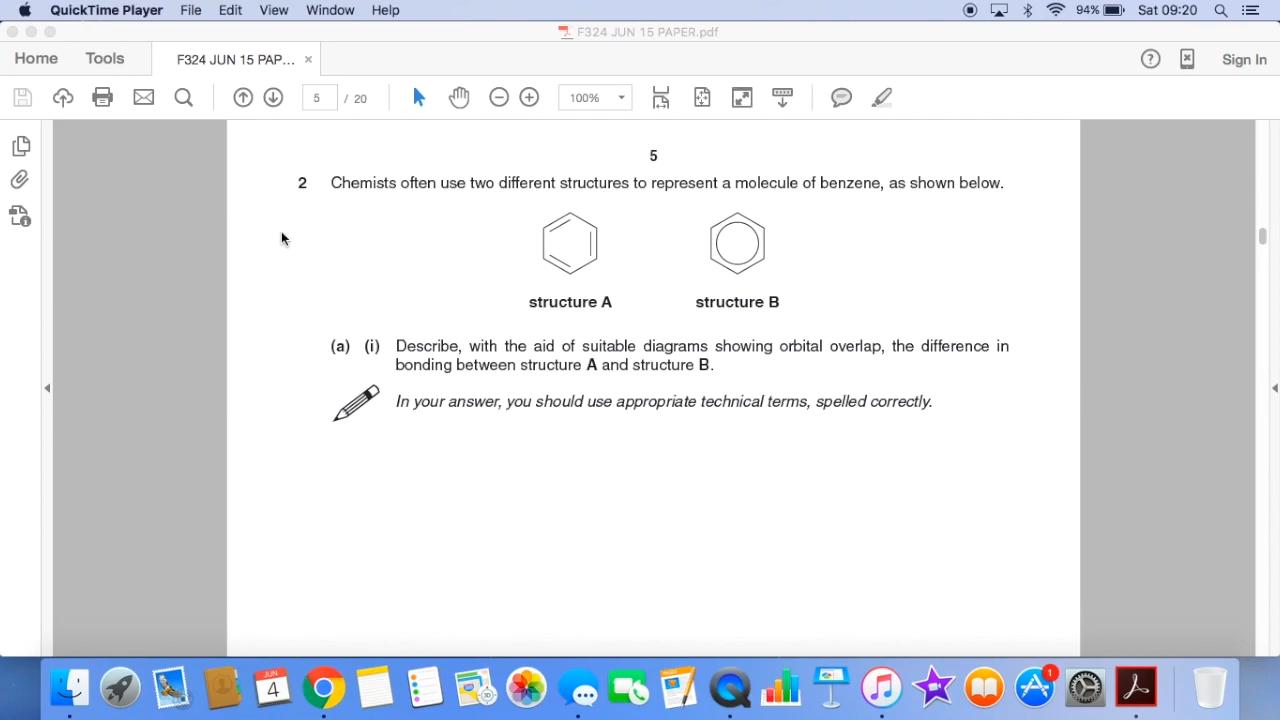 QuickTime Player File Edit View Window Help 94% Sat 09:20
F324 JUN 15 PAPER.pdf
Home Tools F324 JUN 15 PAP... × Sign In
5 / 20 100%
5
2 Chemists often use two different structures to represent a molecule of benzene, as shown below.
structure A structure B
(a) (i) Describe, with the aid of suitable diagrams showing orbital overlap, the difference in
bonding between structure A and structure B.
In your answer, you should use appropriate technical terms, spelled correctly.
JUN
4
1